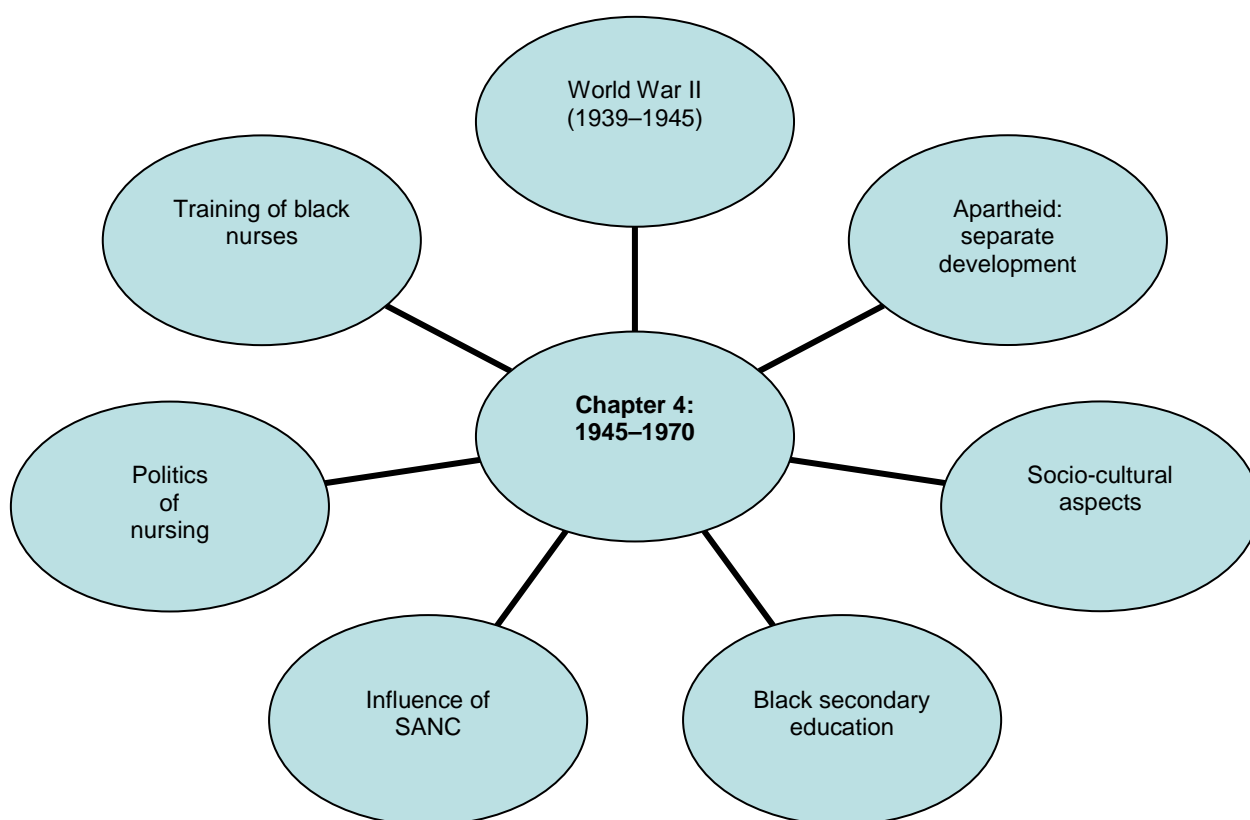 World War II
(1939–1945)
Training of black
nurses
Apartheid:
separate
development
Chapter 4:
1945–1970
Politics
of
nursing
Socio-cultural
aspects
Influence of
SANC
Black secondary
education